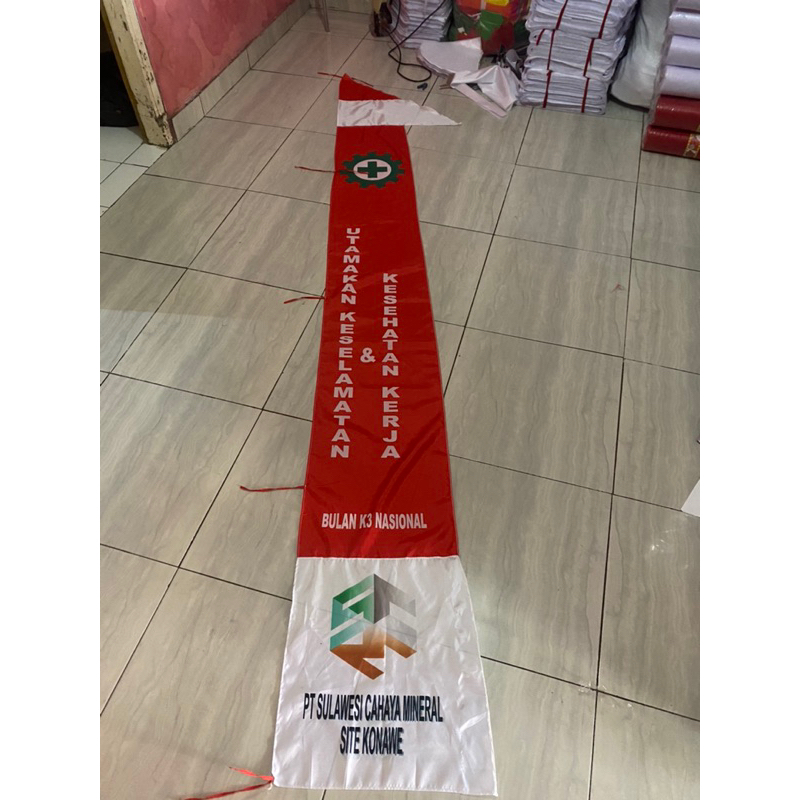 UTAMAKAN KESELAMATAN
&
KESEHATAN KERJA
BULAN K3 NASIONAL
PT SULAWESI CAHAYA MINERAL
SITE KONAWE